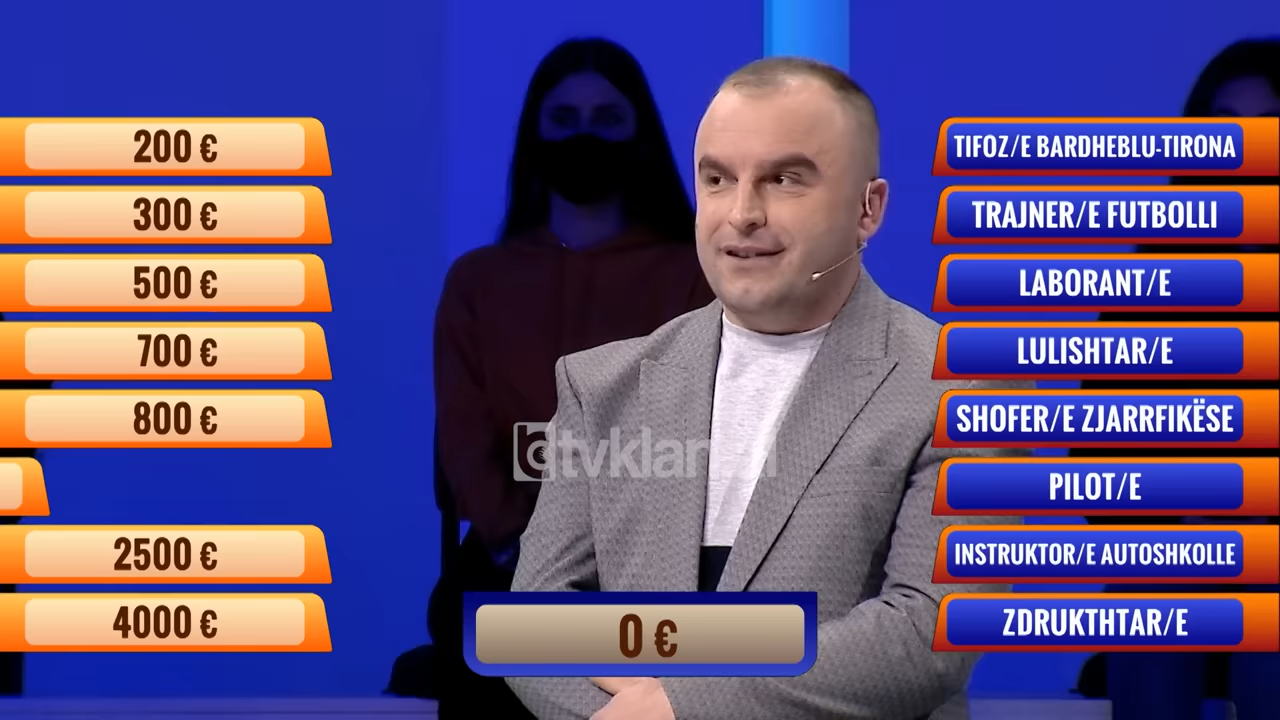 200 €
300 €
500 €
700 €
800 €
2500 €
4000 €
TIFOZ/E BARDHEBLU-TIRONA
TRAJNER/E FUTBOLLI
LABORANT/E
LULISHTAR/E
SHOFER/E ZJARRFIKËSE
PILOT/E
INSTRUKTOR/E AUTOSHKOLLE
ZDRUKTHTAR/E
0 €